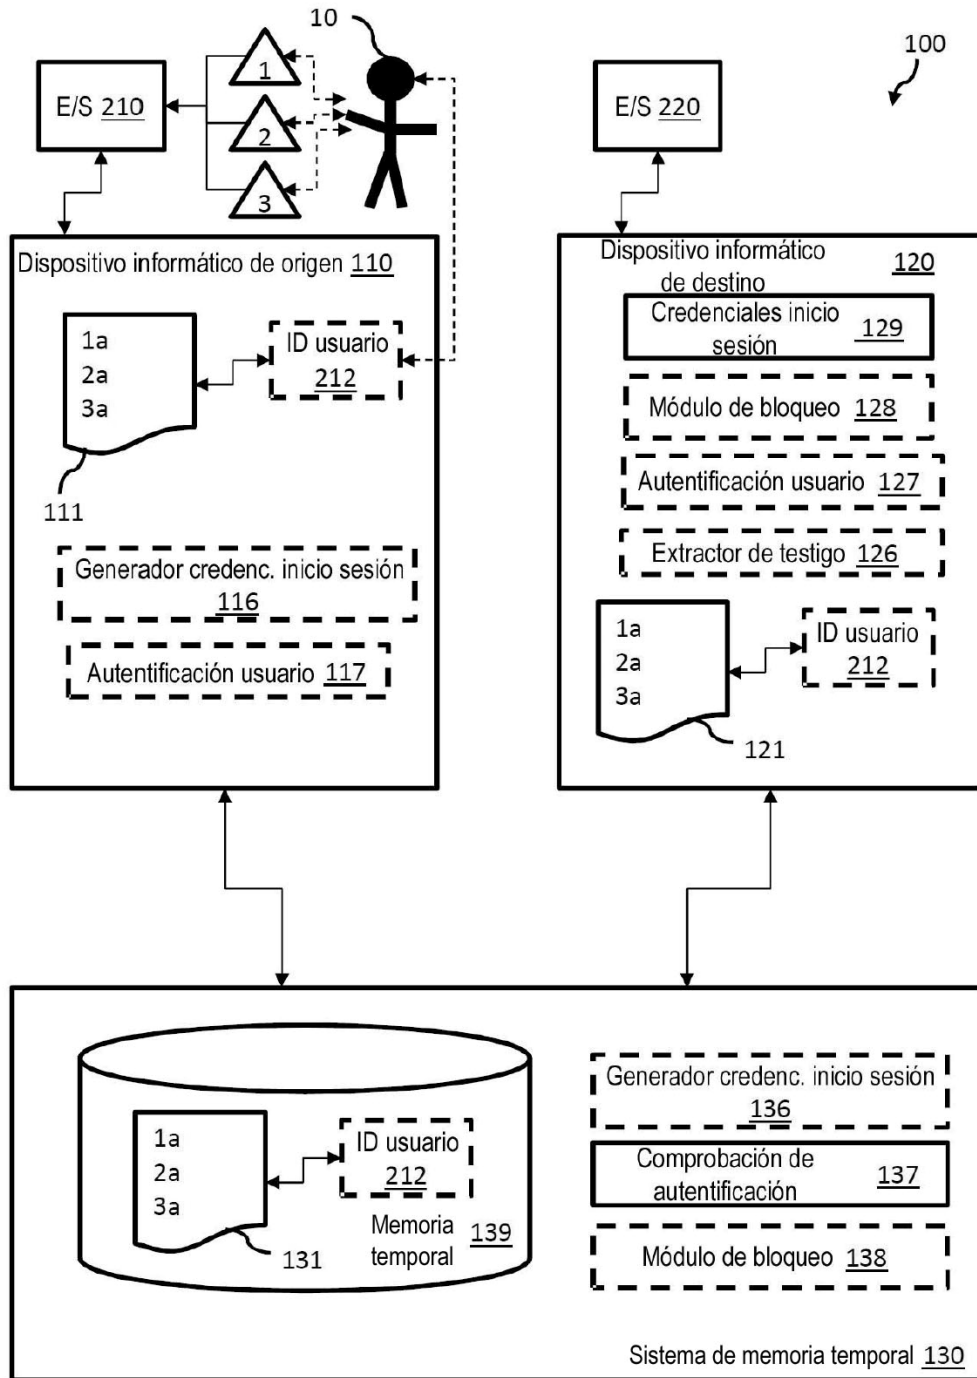 10
100
E/S 210
1
2
3
E/S 220
Dispositivo informático de origen 110
1a
2a
3a
ID usuario
212
111
Generador credenc. inicio sesión
116
Autentificación usuario 117
Dispositivo informático
de destino
120
Credenciales inicio
sesión
129
Módulo de bloqueo 128
Autentificación usuario 127
Extractor de testigo 126
1a
2a
3a
ID usuario
212
121
1a
2a
3a
ID usuario
212
131
Memoria
temporal
139
Generador credenc. inicio sesión
136
Comprobación de
autentificación
137
Módulo de bloqueo 138
Sistema de memoria temporal 130